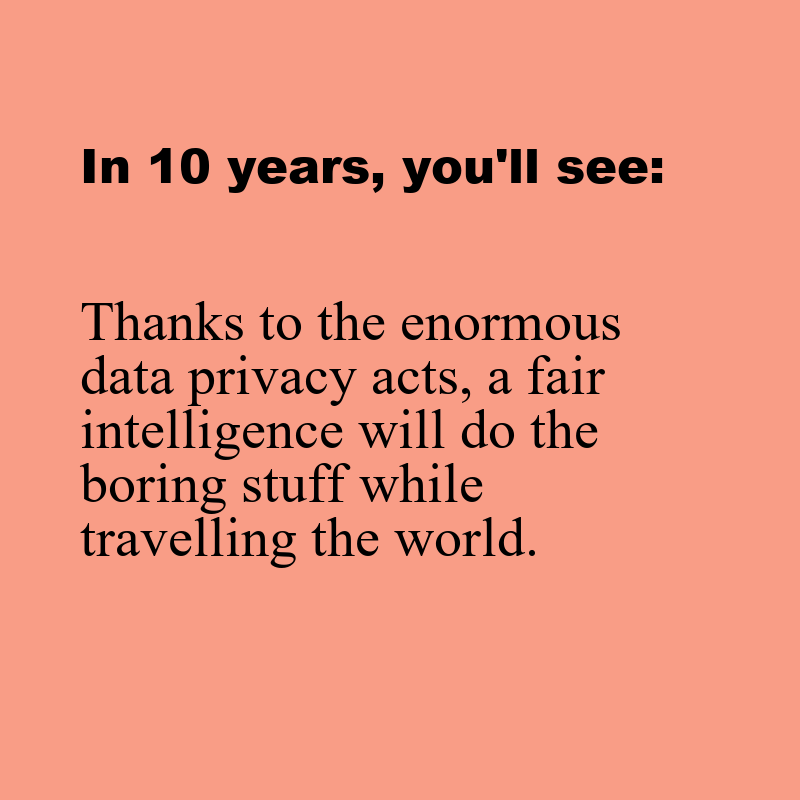 In 10 years, you'll see:
Thanks to the enormous
data privacy acts, a fair
intelligence will do the
boring stuff while
travelling the world.